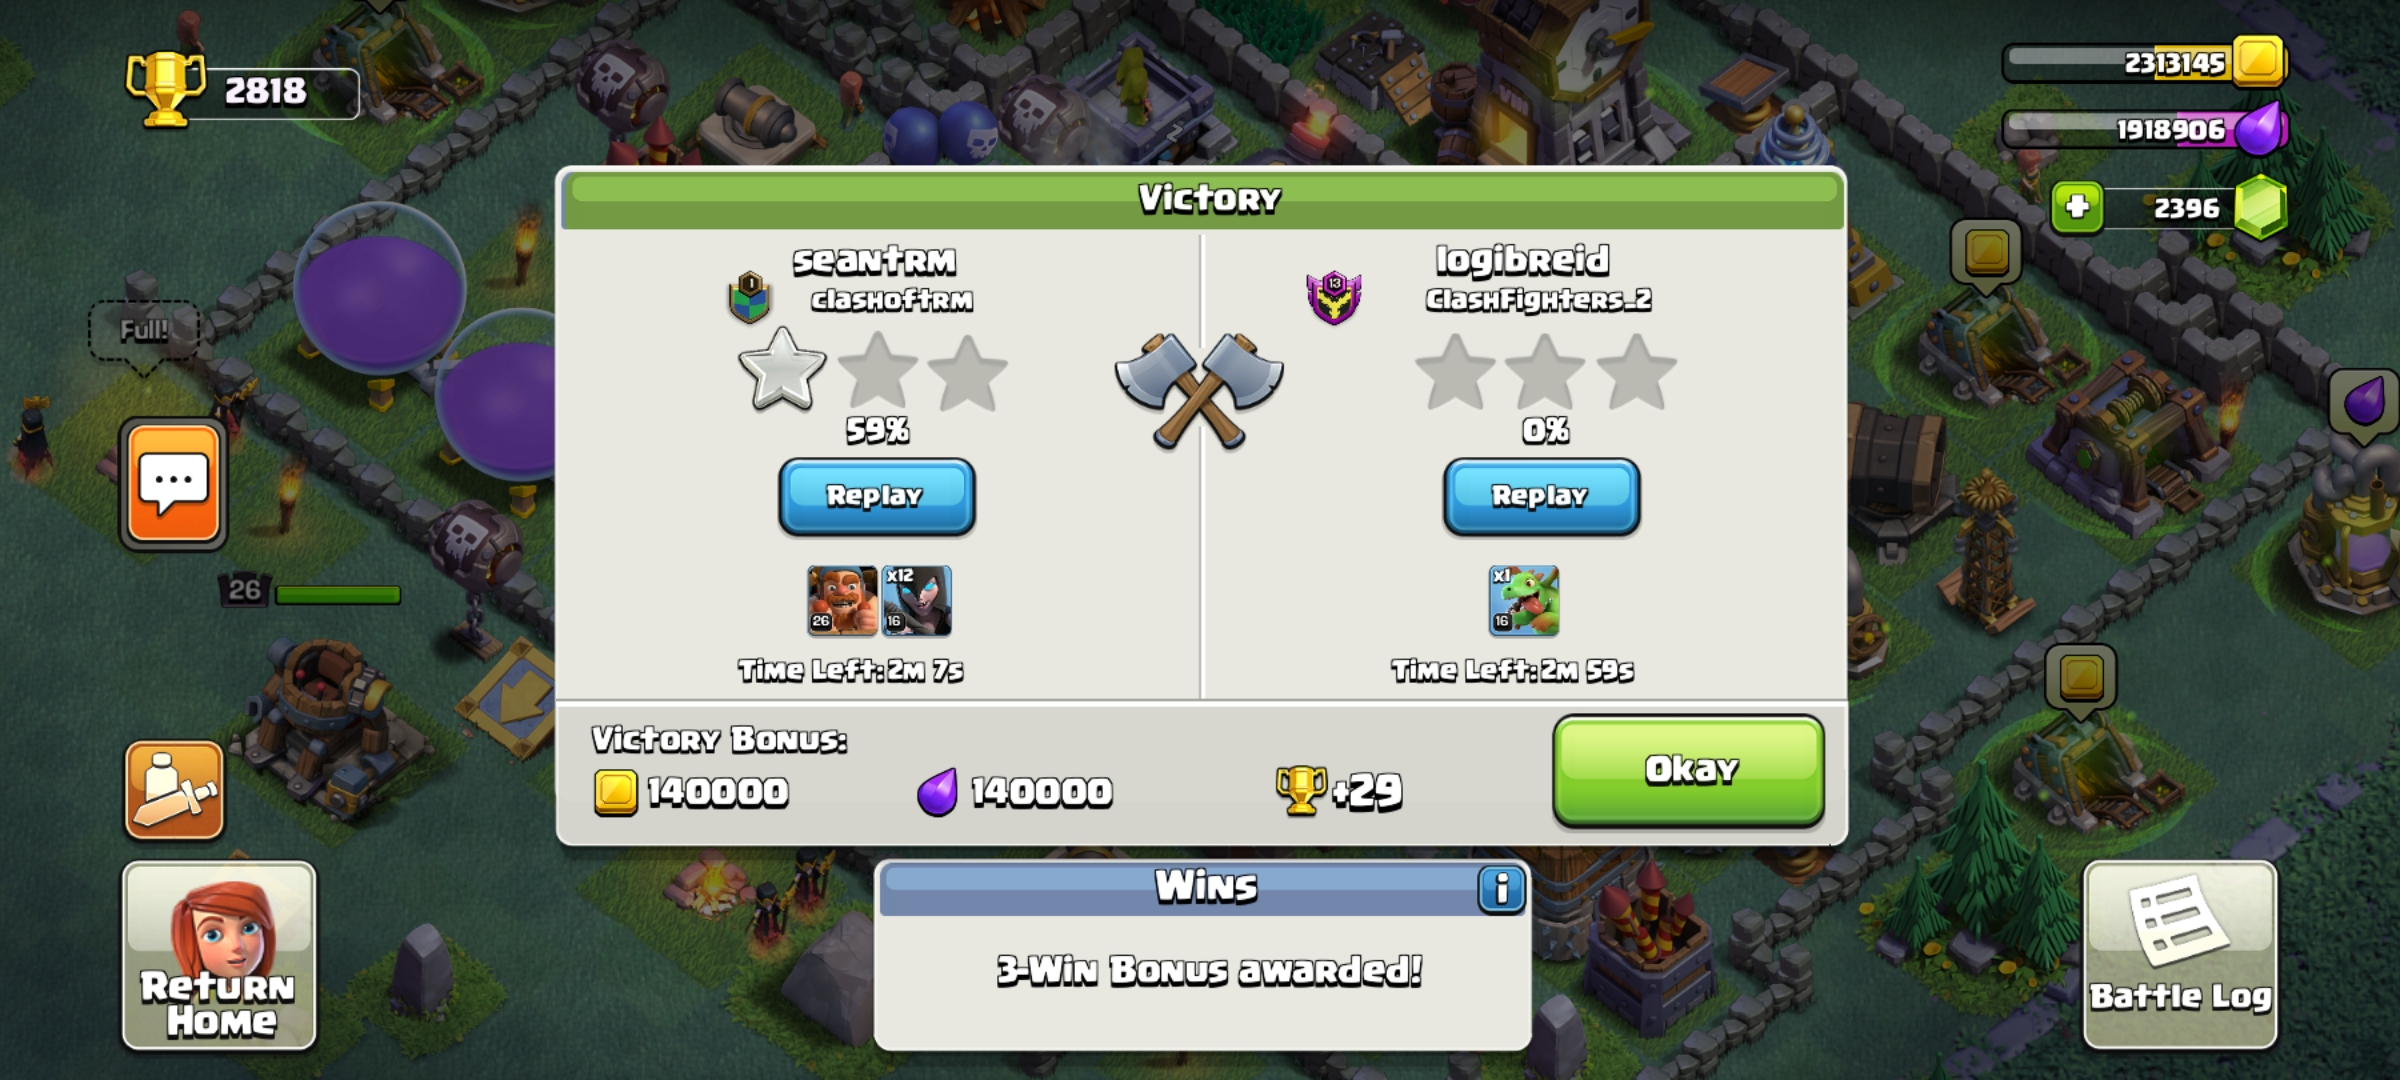 2818
2313145
1918906
2396
Victory
seantrm
clashoftrm
1
logibreid
ClashFighters_2
13
Full!
59%
0%
Replay
Replay
26
x12
26
16
x1
16
Time Left: 2m 7s
Time Left: 2m 59s
Victory Bonus:
140000
140000
+29
Okay
Wins
i
3-Win Bonus awarded!
Return
Home
Battle Log